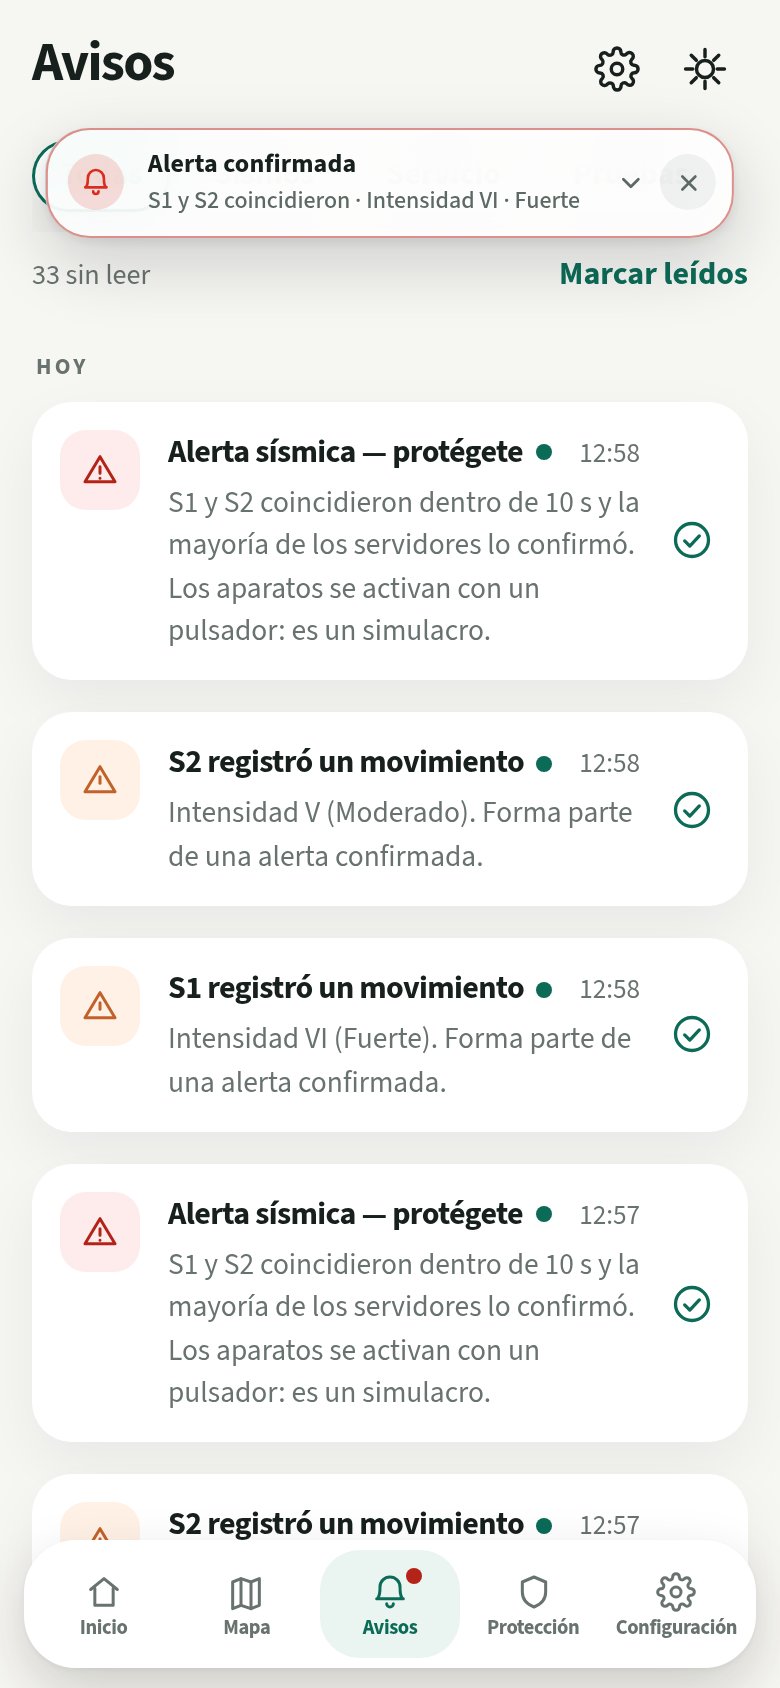 Avisos
Alerta confirmada
S1 y S2 coincidieron · Intensidad VI · Fuerte
33 sin leer
Marcar leídos
HOY
Alerta sísmica — protégete
12:58
S1 y S2 coincidieron dentro de 10 s y la
mayoría de los servidores lo confirmó.
Los aparatos se activan con un
pulsador: es un simulacro.
S2 registró un movimiento
12:58
Intensidad V (Moderado). Forma parte
de una alerta confirmada.
S1 registró un movimiento
12:58
Intensidad VI (Fuerte). Forma parte de
una alerta confirmada.
Alerta sísmica — protégete
12:57
S1 y S2 coincidieron dentro de 10 s y la
mayoría de los servidores lo confirmó.
Los aparatos se activan con un
pulsador: es un simulacro.
S2 registró un movimiento
12:57
Inicio
Mapa
Avisos
Protección
Configuración